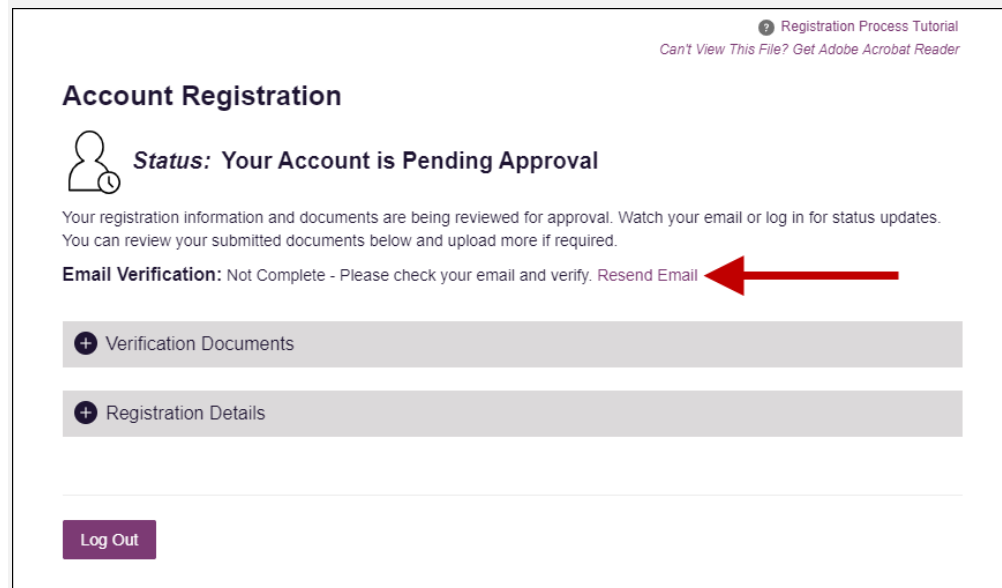 Registration Process Tutorial
Can't View This File? Get Adobe Acrobat Reader
Account Registration
Status: Your Account is Pending Approval
Your registration information and documents are being reviewed for approval. Watch your email or log in for status updates.
You can review your submitted documents below and upload more if required.
Email Verification: Not Complete - Please check your email and verify. Resend Email
Verification Documents
Registration Details
Log Out